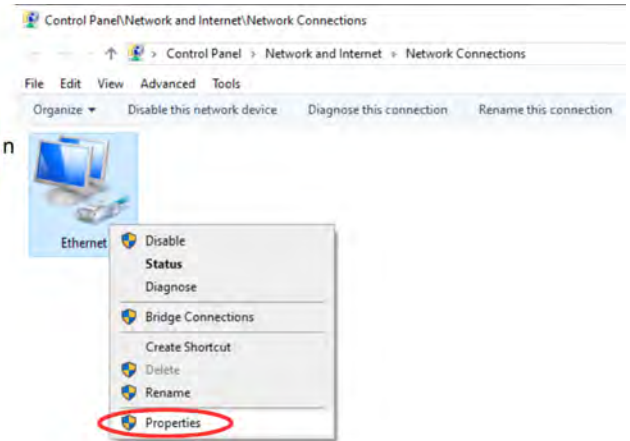 Control Panel\Network and Internet\Network Connections
Control Panel > Network and Internet > Network Connections
File Edit View Advanced Tools
Organize Disable this network device Diagnose this connection Rename this connection
n
Ethernet
Disable
Status
Diagnose
Bridge Connections
Create Shortcut
Delete
Rename
Properties